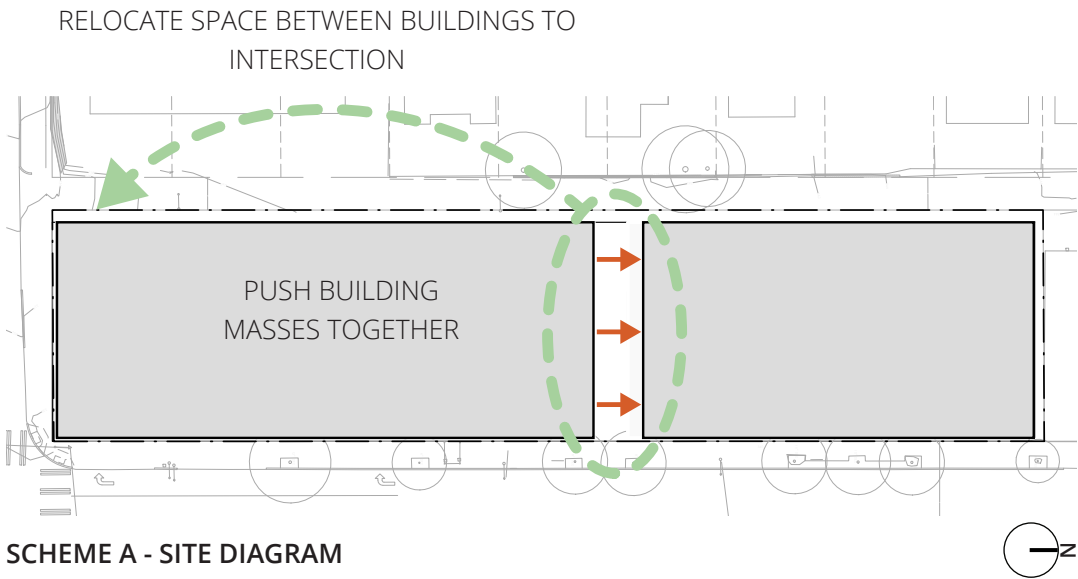 RELOCATE SPACE BETWEEN BUILDINGS TO
INTERSECTION
PUSH BUILDING
MASSES TOGETHER
SCHEME A - SITE DIAGRAM
N